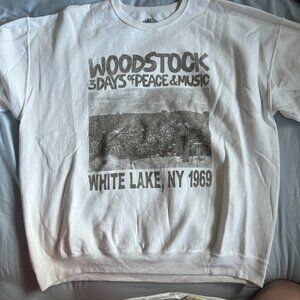 WOODSTOCK
3 DAYS OF PEACE & MUSIC
WHITE LAKE, NY 1969